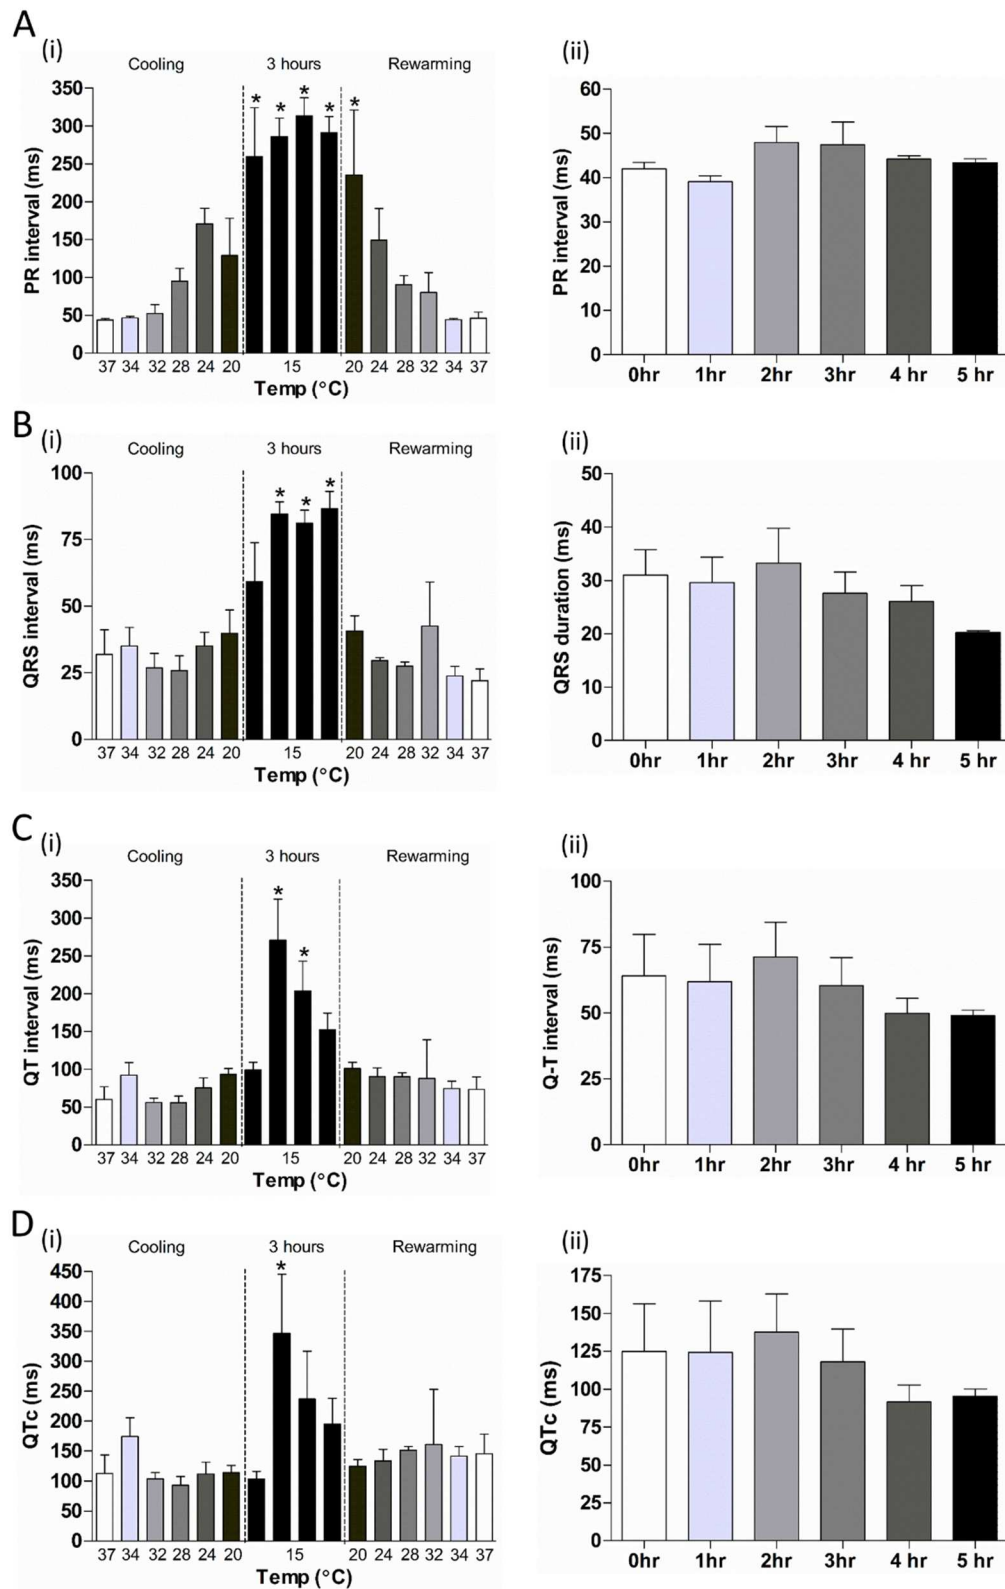 A
(i)
Cooling
3 hours
Rewarming
PR interval (ms)
350
300
250
200
150
100
50
0
* * * * *
37 34 32 28 24 20 15 20 24 28 32 34 37
Temp (°C)
(ii)
PR interval (ms)
60
50
40
30
20
10
0
0hr 1hr 2hr 3hr 4 hr 5 hr
B
(i)
Cooling
3 hours
Rewarming
QRS interval (ms)
100
75
50
25
0
* * *
37 34 32 28 24 20 15 20 24 28 32 34 37
Temp (°C)
(ii)
QRS duration (ms)
50
40
30
20
10
0
0hr 1hr 2hr 3hr 4 hr 5 hr
C
(i)
Cooling
3 hours
Rewarming
QT interval (ms)
350
300
250
200
150
100
50
0
* *
37 34 32 28 24 20 15 20 24 28 32 34 37
Temp (°C)
(ii)
Q-T interval (ms)
100
75
50
25
0
0hr 1hr 2hr 3hr 4 hr 5 hr
D
(i)
Cooling
3 hours
Rewarming
QTc (ms)
450
400
350
300
250
200
150
100
50
0
*
37 34 32 28 24 20 15 20 24 28 32 34 37
Temp (°C)
(ii)
QTc (ms)
175
150
125
100
75
50
25
0
0hr 1hr 2hr 3hr 4 hr 5 hr